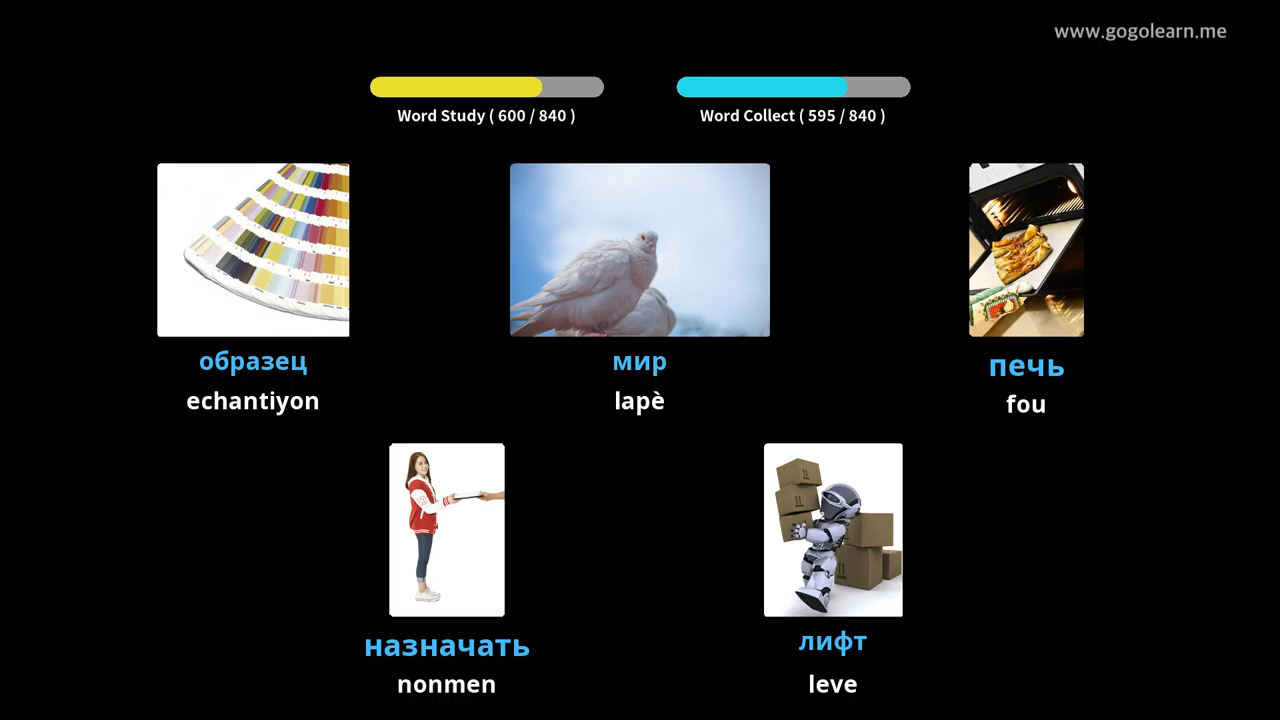 www.gogolearn.me
Word Study ( 600 / 840 )
Word Collect ( 595 / 840 )
образец
echantiyon
мир
lapè
печь
fou
назначать
nonmen
лифт
leve